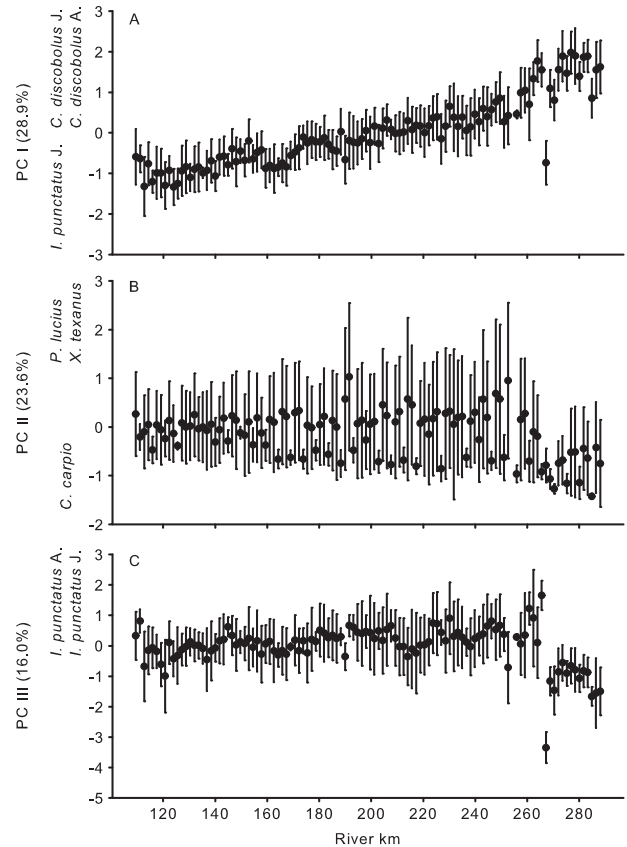 A
3
2
1
0
-1
-2
-3
PC I (28.9%)
I. punctatus J.
C. discobolus J.
C. discobolus A.
B
3
2
1
0
-1
-2
PC II (23.6%)
C. carpio
P. lucius
X. texanus
C
3
2
1
0
-1
-2
-3
-4
-5
PC III (16.0%)
I. punctatus A.
I. punctatus J.
120 140 160 180 200 220 240 260 280
River km